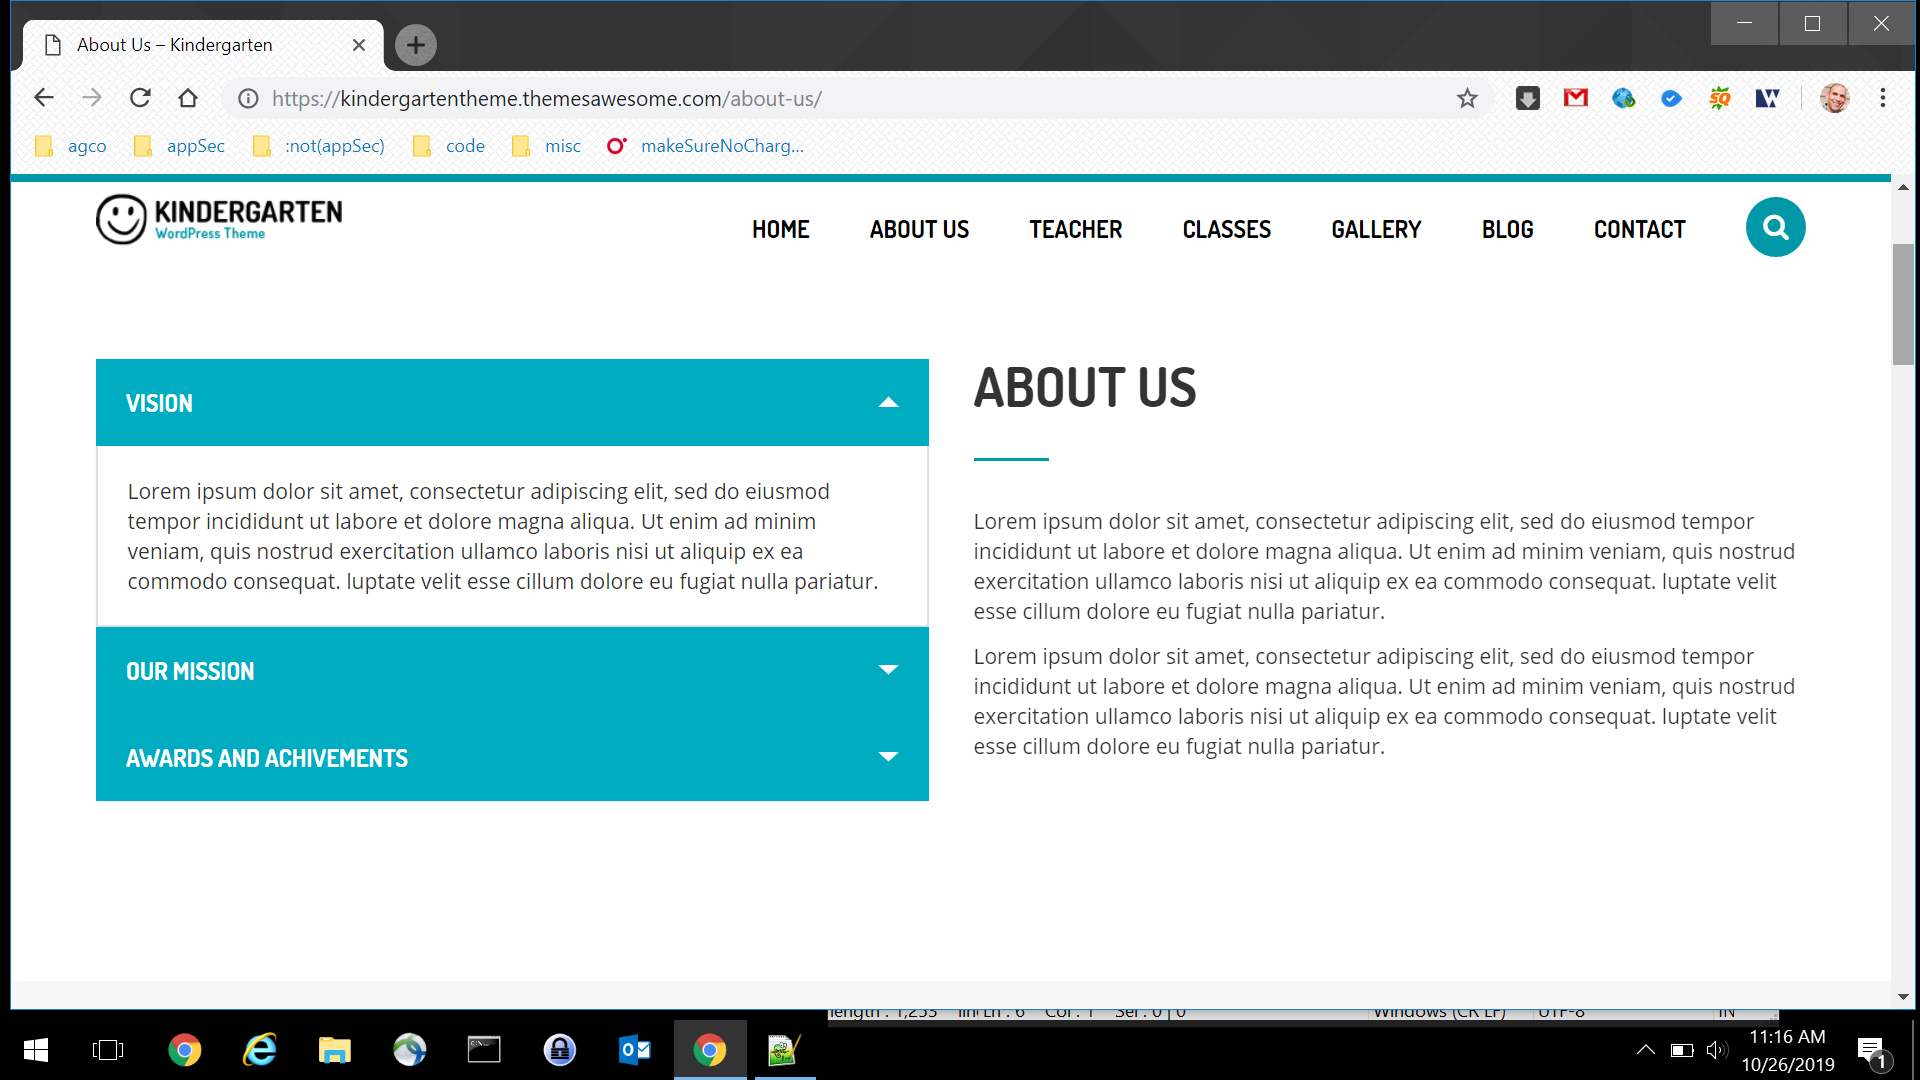 About Us – Kindergarten
https://kindergartentheme.themesawesome.com/about-us/
agco appSec :not(appSec) code misc makeSureNoCharg...
KINDERGARTEN
WordPress Theme
HOME ABOUT US TEACHER CLASSES GALLERY BLOG CONTACT
VISION
Lorem ipsum dolor sit amet, consectetur adipiscing elit, sed do eiusmod
tempor incididunt ut labore et dolore magna aliqua. Ut enim ad minim
veniam, quis nostrud exercitation ullamco laboris nisi ut aliquip ex ea
commodo consequat. luptate velit esse cillum dolore eu fugiat nulla pariatur.
OUR MISSION
AWARDS AND ACHIVEMENTS
ABOUT US
Lorem ipsum dolor sit amet, consectetur adipiscing elit, sed do eiusmod tempor
incididunt ut labore et dolore magna aliqua. Ut enim ad minim veniam, quis nostrud
exercitation ullamco laboris nisi ut aliquip ex ea commodo consequat. luptate velit
esse cillum dolore eu fugiat nulla pariatur.
Lorem ipsum dolor sit amet, consectetur adipiscing elit, sed do eiusmod tempor
incididunt ut labore et dolore magna aliqua. Ut enim ad minim veniam, quis nostrud
exercitation ullamco laboris nisi ut aliquip ex ea commodo consequat. luptate velit
esse cillum dolore eu fugiat nulla pariatur.
length : 1,253 Ln : 6 Col : 1 Sel : 0 | 0 Windows (CR LF) UTF-8 IN
11:16 AM
10/26/2019
1